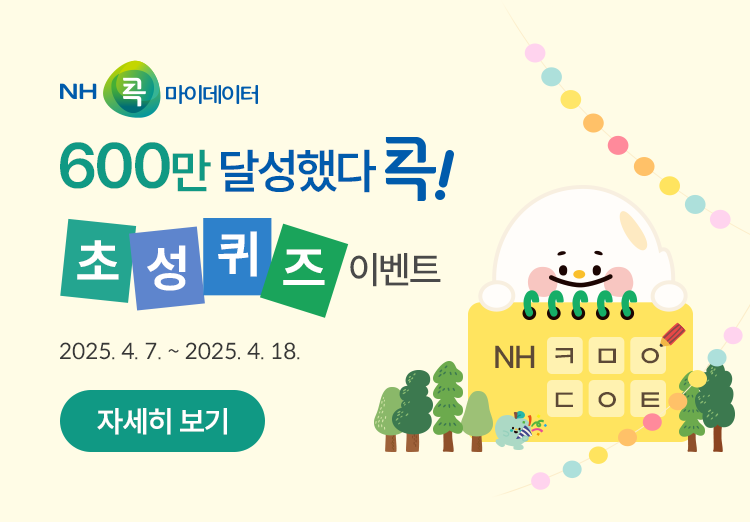 NH 콕 마이데이터
600만 달성했다 콕!
초성퀴즈 이벤트
2025. 4. 7. ~ 2025. 4. 18.
자세히 보기
NH ㅋ ㅁ ㅇ
ㄷ ㅇ ㅌ